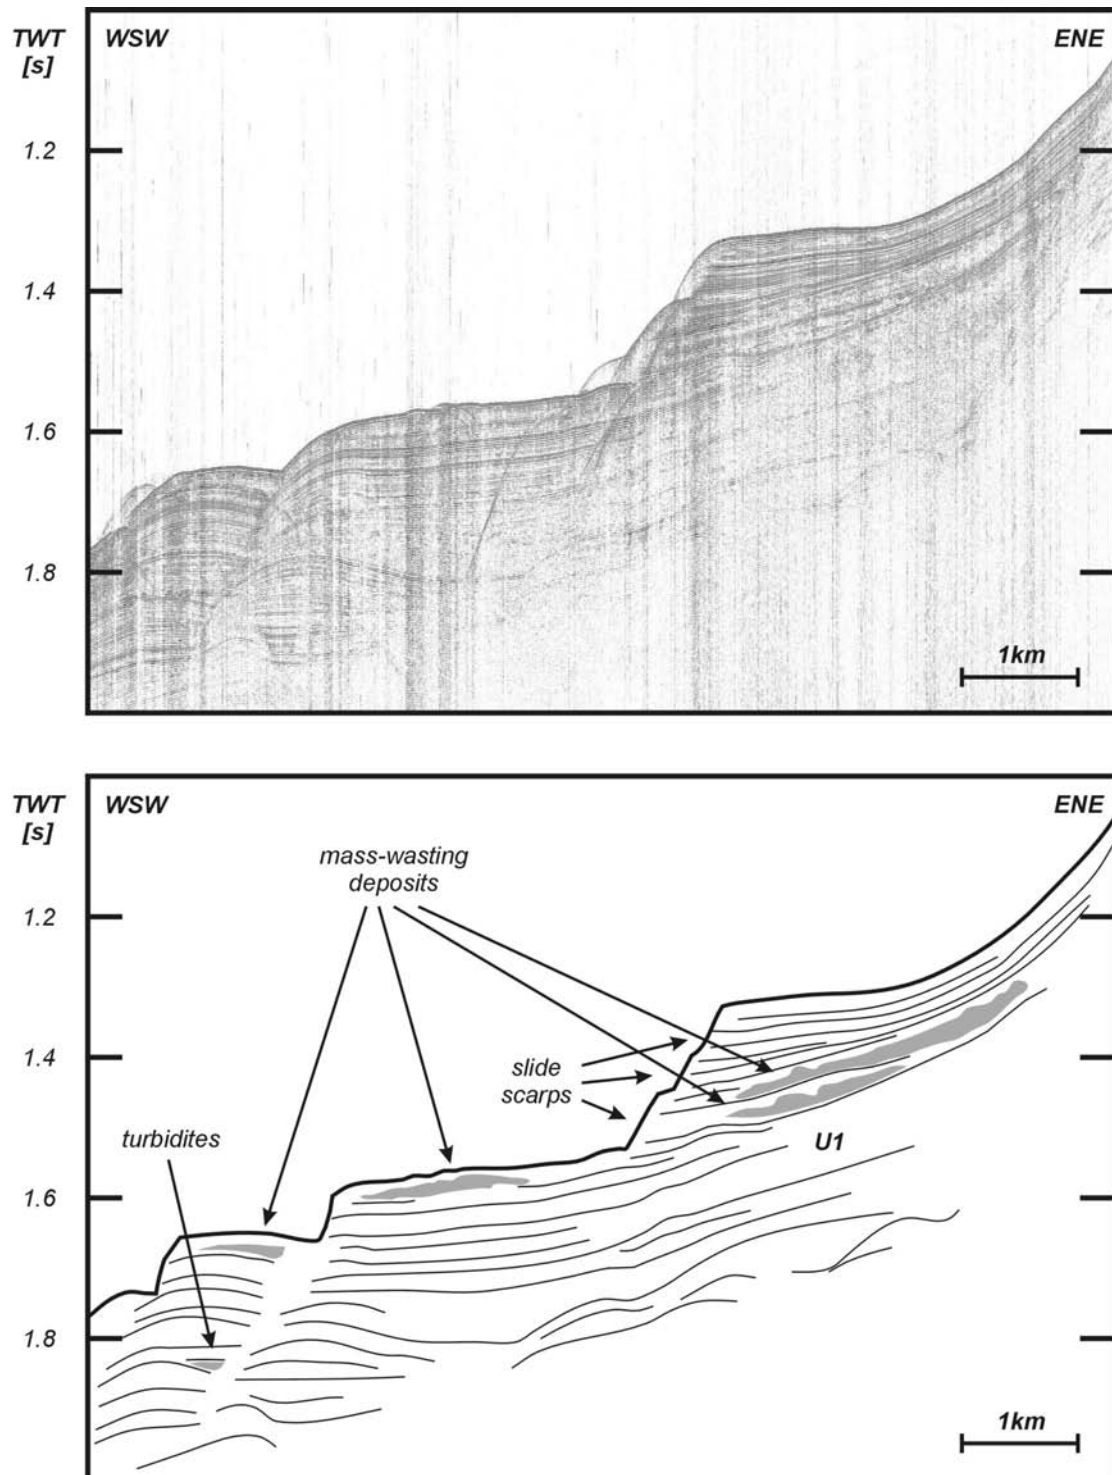 TWT
[s]
WSW
ENE
1.2
1.4
1.6
1.8
1km
TWT
[s]
WSW
ENE
mass-wasting
deposits
1.2
1.4
slide
scarps
turbidites
U1
1.6
1.8
1km